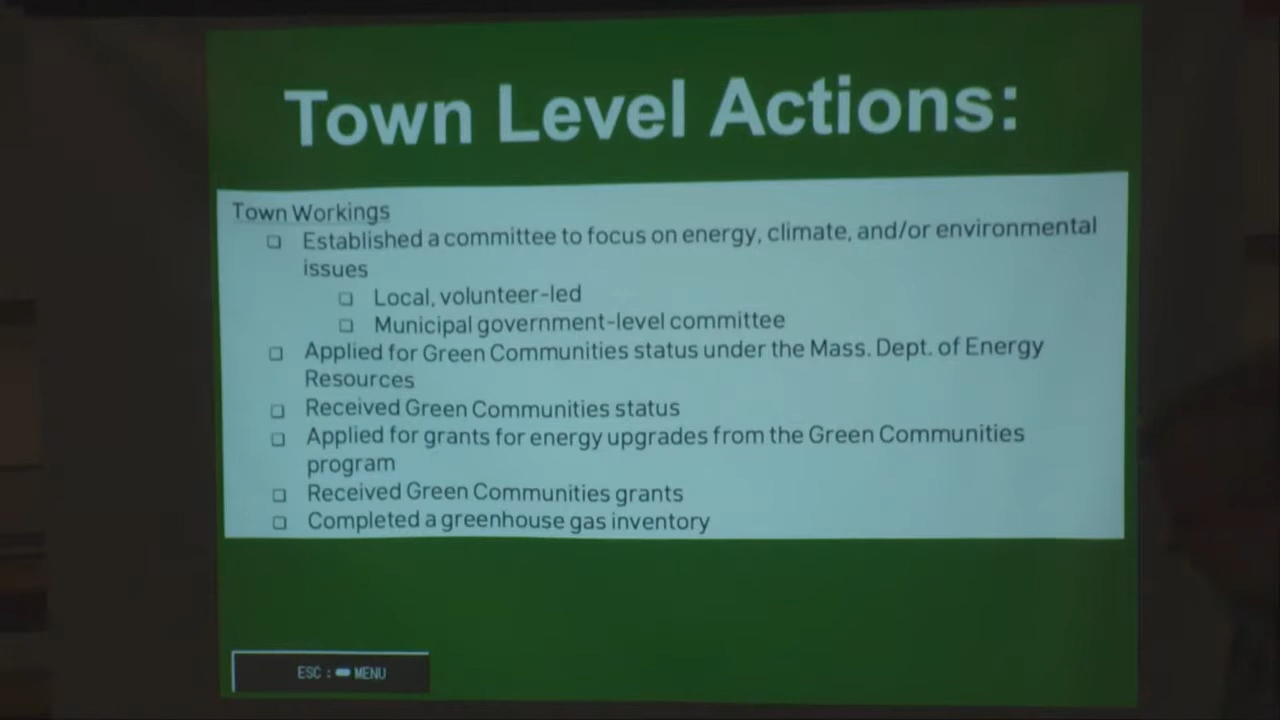 Town Level Actions:
Town Workings
❏ Established a committee to focus on energy, climate, and/or environmental
issues
❏ Local, volunteer-led
❏ Municipal government-level committee
❏ Applied for Green Communities status under the Mass. Dept. of Energy
Resources
❏ Received Green Communities status
❏ Applied for grants for energy upgrades from the Green Communities
program
❏ Received Green Communities grants
❏ Completed a greenhouse gas inventory
ESC : MENU